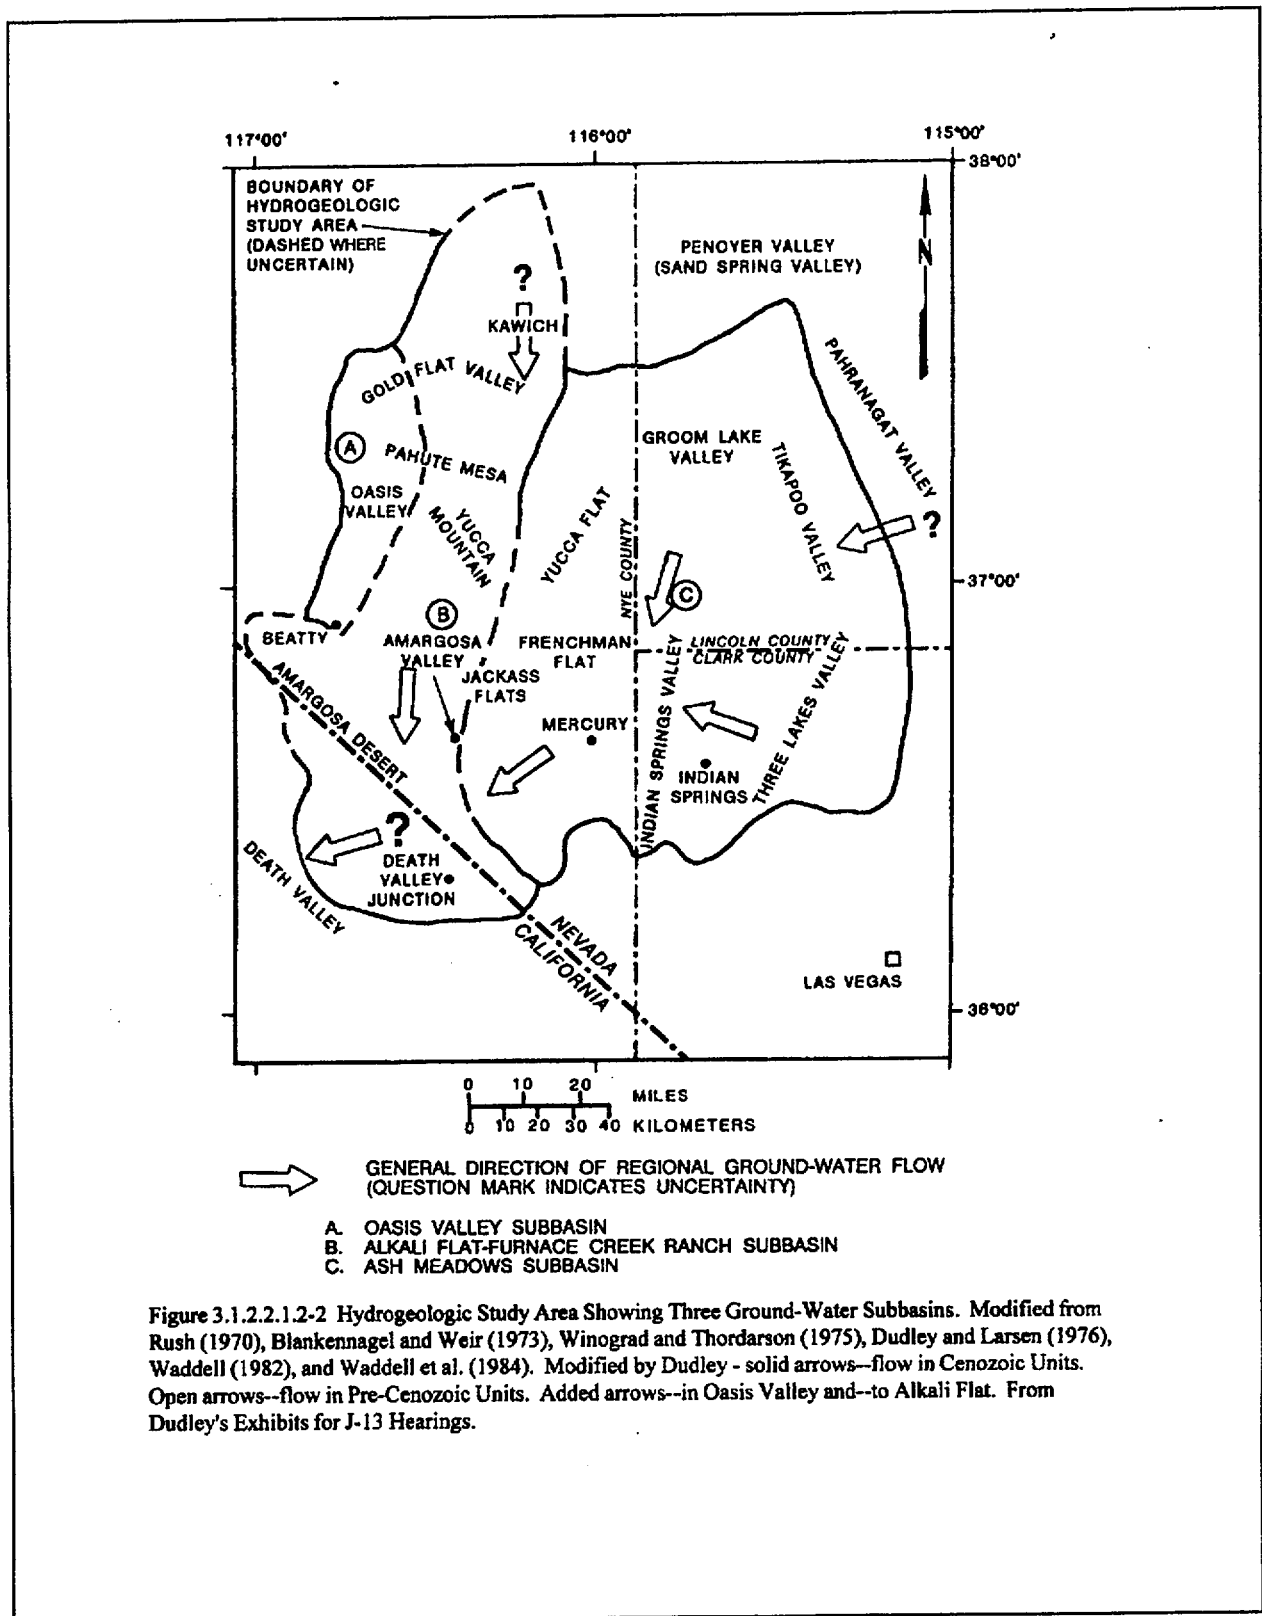 117°00'
116°00'
115°00'
38°00'
BOUNDARY OF
HYDROGEOLOGIC
STUDY AREA
(DASHED WHERE
UNCERTAIN)
PENOYER VALLEY
(SAND SPRING VALLEY)
N
?
KAWICH
GOLD FLAT VALLEY
PAHRANAGAT VALLEY
A
PAHUTE MESA
GROOM LAKE
VALLEY
TIKAPOO VALLEY
OASIS
VALLEY
YUCCA
MOUNTAIN
YUCCA FLAT
NYE COUNTY
?
37°00'
C
B
BEATTY
AMARGOSA
VALLEY
FRENCHMAN
FLAT
LINCOLN COUNTY
CLARK COUNTY
JACKASS
FLATS
AMARGOSA DESERT
MERCURY
INDIAN SPRINGS VALLEY
THREE LAKES VALLEY
INDIAN
SPRINGS
?
DEATH VALLEY
DEATH
VALLEY
JUNCTION
NEVADA
CALIFORNIA
LAS VEGAS
36°00'
0 10 20 MILES
0 10 20 30 40 KILOMETERS
GENERAL DIRECTION OF REGIONAL GROUND-WATER FLOW
(QUESTION MARK INDICATES UNCERTAINTY)
A. OASIS VALLEY SUBBASIN
B. ALKALI FLAT-FURNACE CREEK RANCH SUBBASIN
C. ASH MEADOWS SUBBASIN
Figure 3.1.2.2.1.2-2 Hydrogeologic Study Area Showing Three Ground-Water Subbasins. Modified from
Rush (1970), Blankennagel and Weir (1973), Winograd and Thordarson (1975), Dudley and Larsen (1976),
Waddell (1982), and Waddell et al. (1984). Modified by Dudley - solid arrows--flow in Cenozoic Units.
Open arrows--flow in Pre-Cenozoic Units. Added arrows--in Oasis Valley and--to Alkali Flat. From
Dudley's Exhibits for J-13 Hearings.